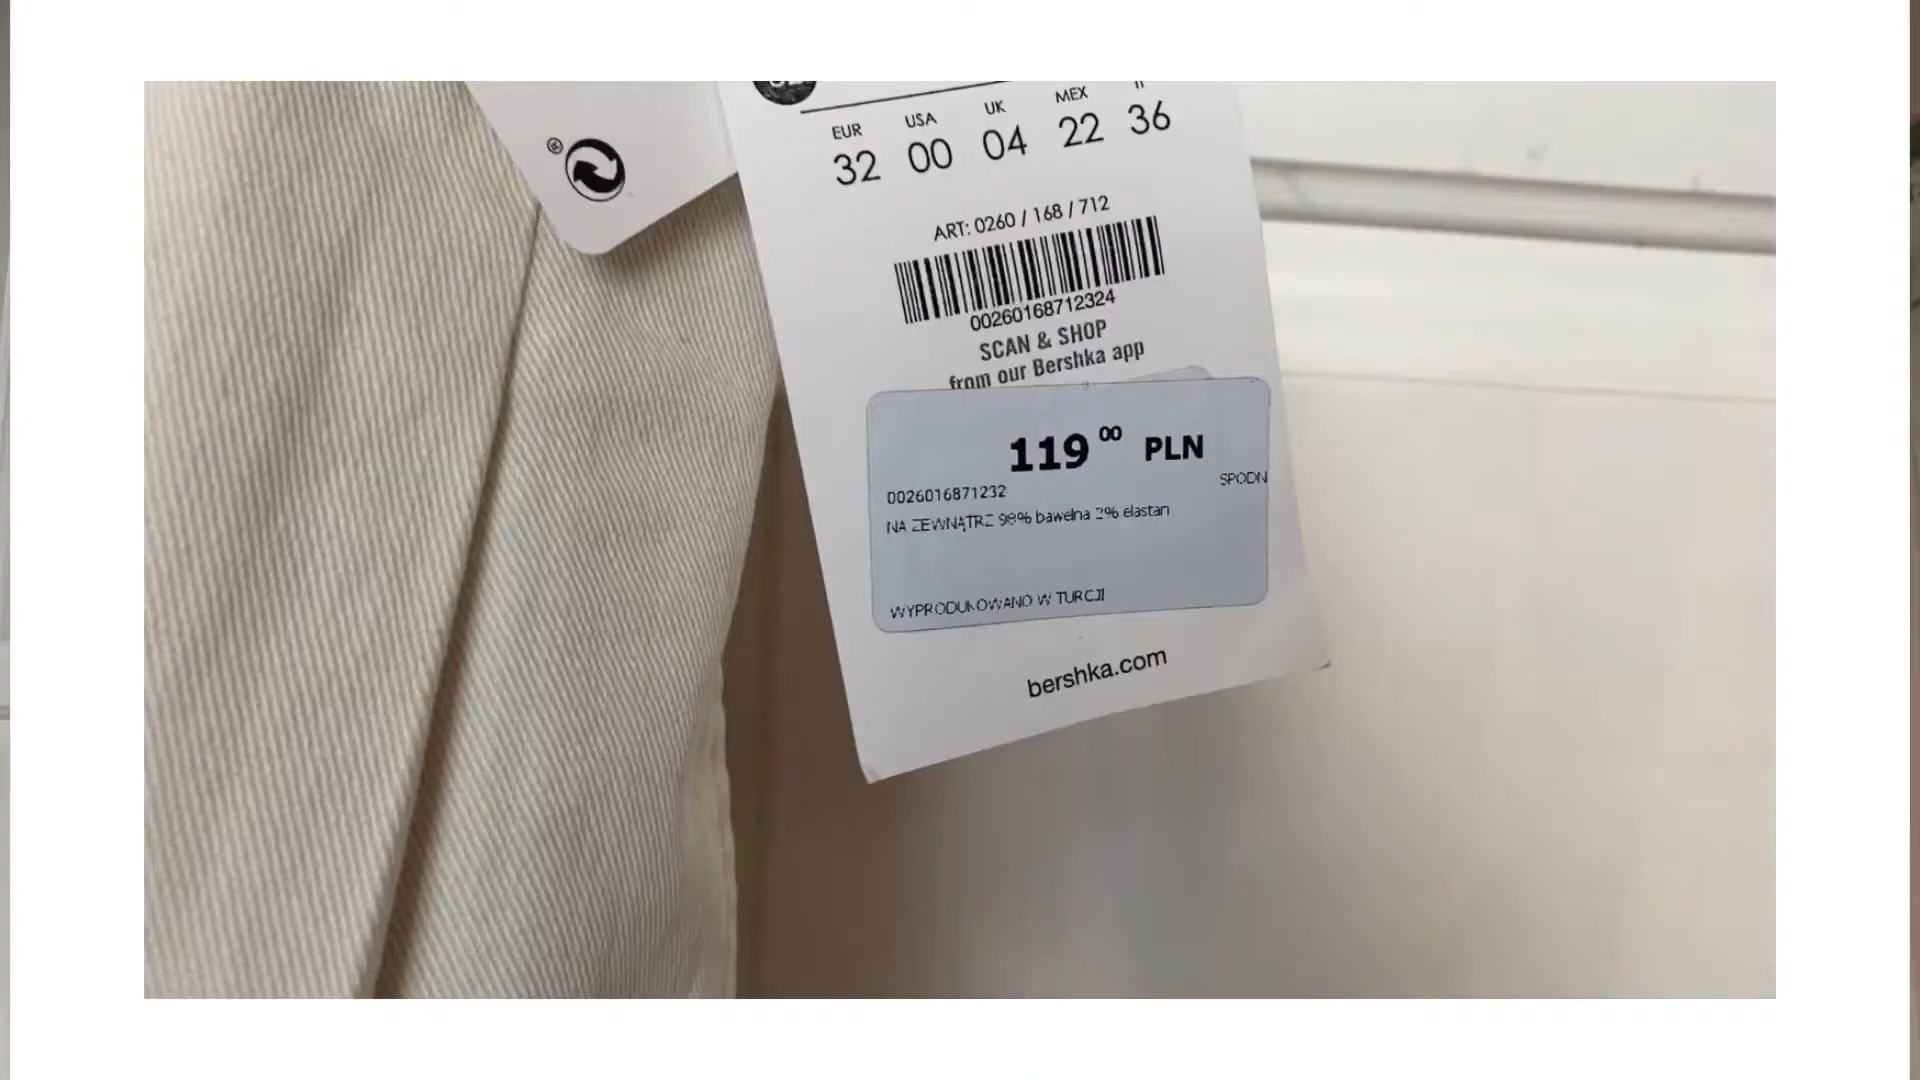 ®
EUR USA UK MEX IT
32 00 04 22 36
ART: 0260 / 168 / 712
00260168712324
SCAN & SHOP
from our Bershka app
119 00 PLN
0026016871232 SPODN
NA ZEWNĄTRZ 98% bawełna 2% elastan
WYPRODUKOWANO W TURCJI
bershka.com